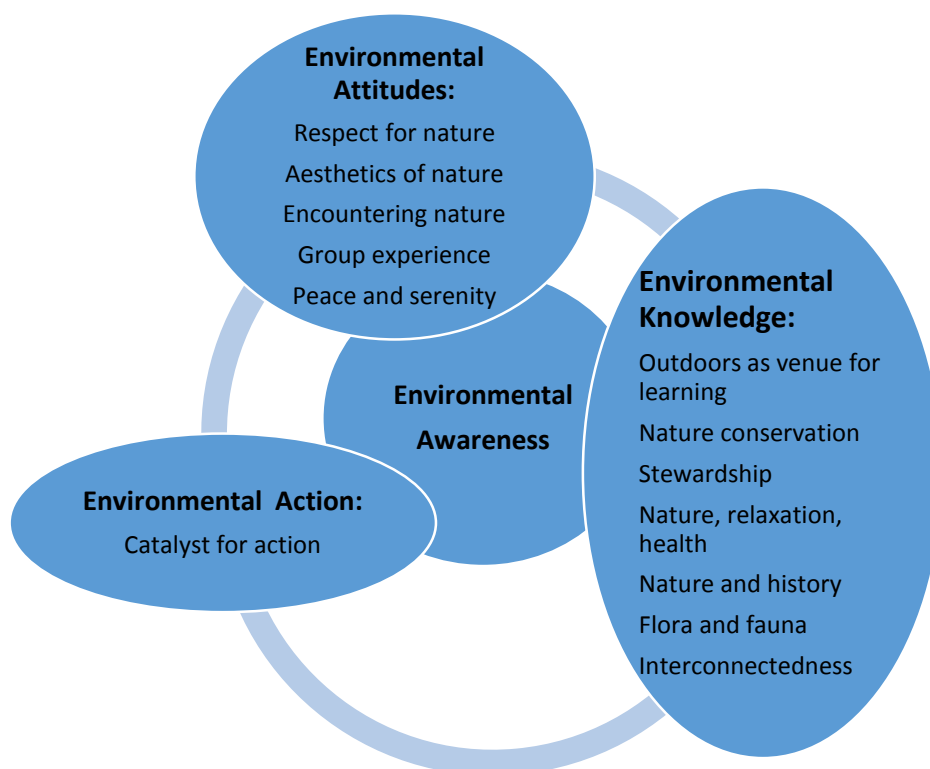 Environmental
Attitudes:
Respect for nature
Aesthetics of nature
Encountering nature
Group experience
Peace and serenity
Environmental
Knowledge:
Outdoors as venue for
learning
Nature conservation
Stewardship
Nature, relaxation,
health
Nature and history
Flora and fauna
Interconnectedness
Environmental
Awareness
Environmental Action:
Catalyst for action